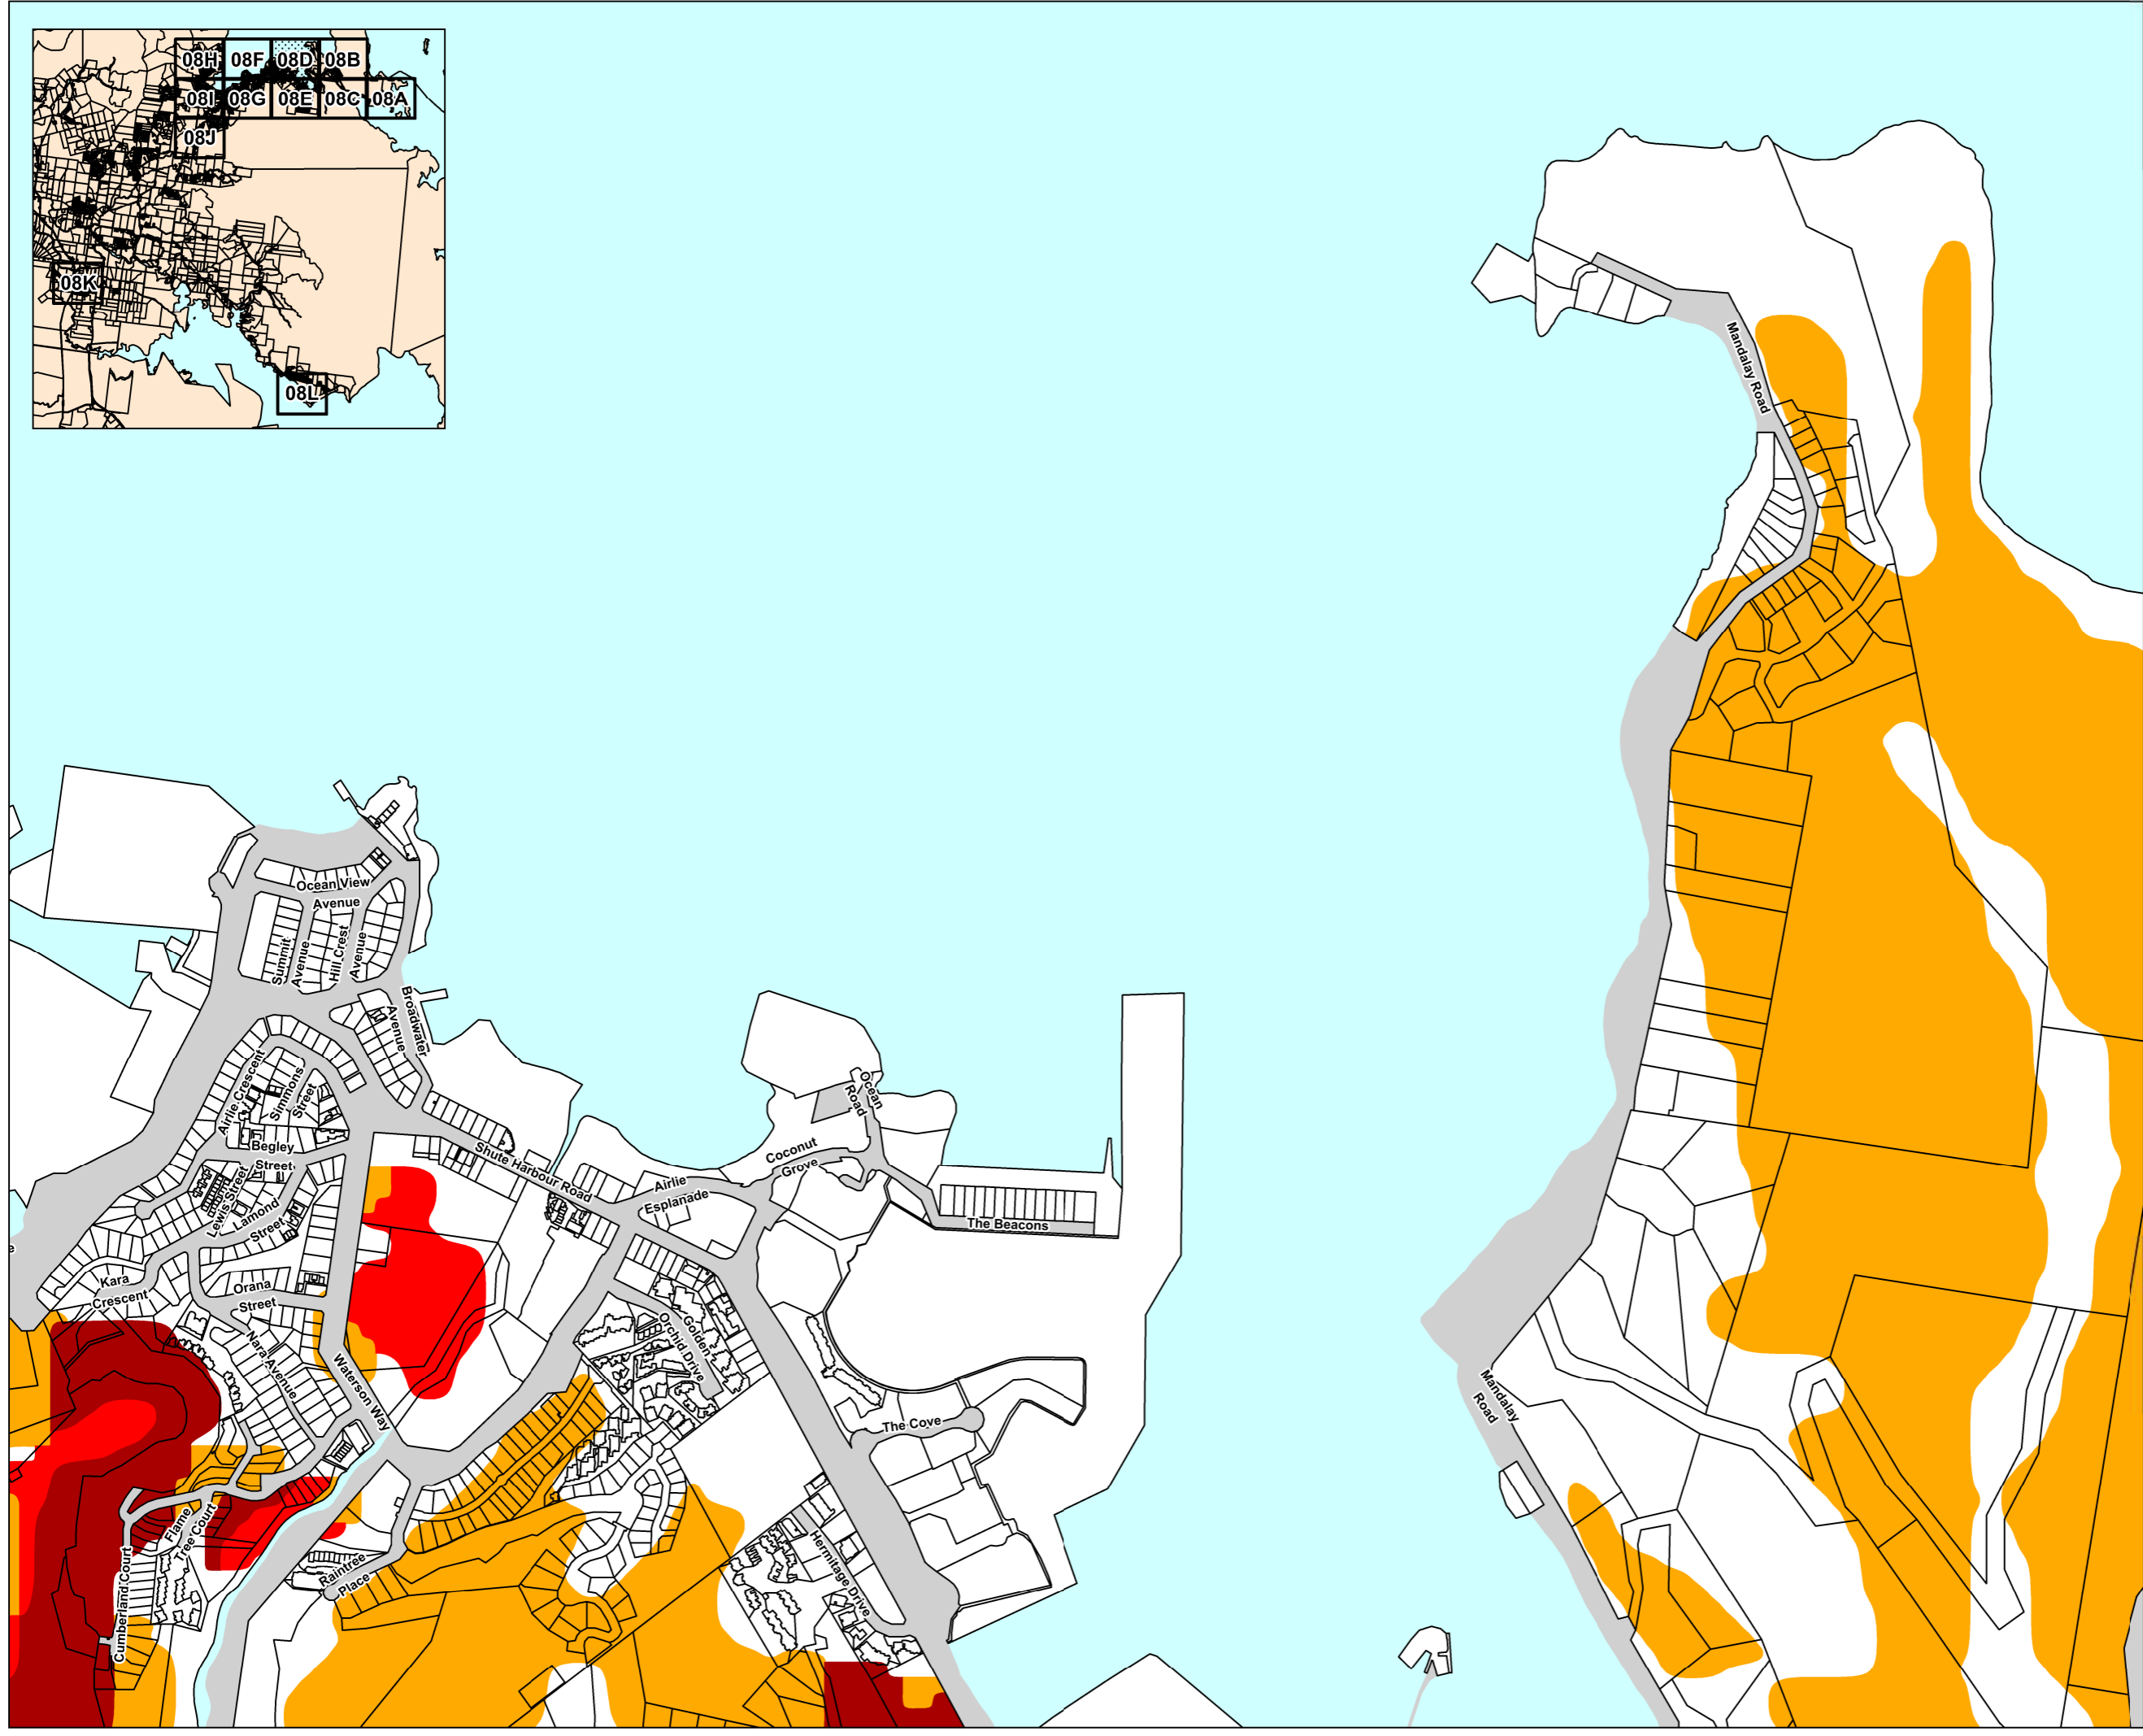 08H 08F 08D 08B
08I 08G 08E 08C 08A
08J
08K
08L
Mandalay Road
Ocean View
Avenue
Summit
Avenue
Hill Crest
Avenue
Broadwater
Avenue
Airlie Crescent
Simmons
Street
Begley
Street
Lewis Street
Lamond
Street
Kara
Crescent
Orana
Street
Nara Avenue
Waterson Way
Shute Harbour Road
Airlie
Esplanade
Coconut
Grove
Ocean
Road
The Beacons
Golden
Orchid Drive
The Cove
Hermitage Drive
Flame
Tree Court
Cumberland Court
Raintree
Place
Mandalay
Road
e